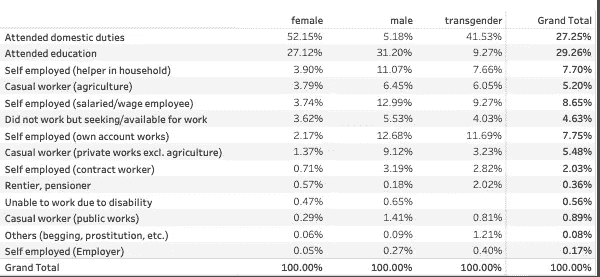 female male transgender Grand Total
Attended domestic duties 52.15% 5.18% 41.53% 27.25%
Attended education 27.12% 31.20% 9.27% 29.26%
Self employed (helper in household) 3.90% 11.07% 7.66% 7.70%
Casual worker (agriculture) 3.79% 6.45% 6.05% 5.20%
Self employed (salaried/wage employee) 3.74% 12.99% 9.27% 8.65%
Did not work but seeking/available for work 3.62% 5.53% 4.03% 4.63%
Self employed (own account works) 2.17% 12.68% 11.69% 7.75%
Casual worker (private works excl. agriculture) 1.37% 9.12% 3.23% 5.48%
Self employed (contract worker) 0.71% 3.19% 2.82% 2.03%
Rentier, pensioner 0.57% 0.18% 2.02% 0.36%
Unable to work due to disability 0.47% 0.65% 0.56%
Casual worker (public works) 0.29% 1.41% 0.81% 0.89%
Others (begging, prostitution, etc.) 0.06% 0.09% 1.21% 0.08%
Self employed (Employer) 0.05% 0.27% 0.40% 0.17%
Grand Total 100.00% 100.00% 100.00% 100.00%